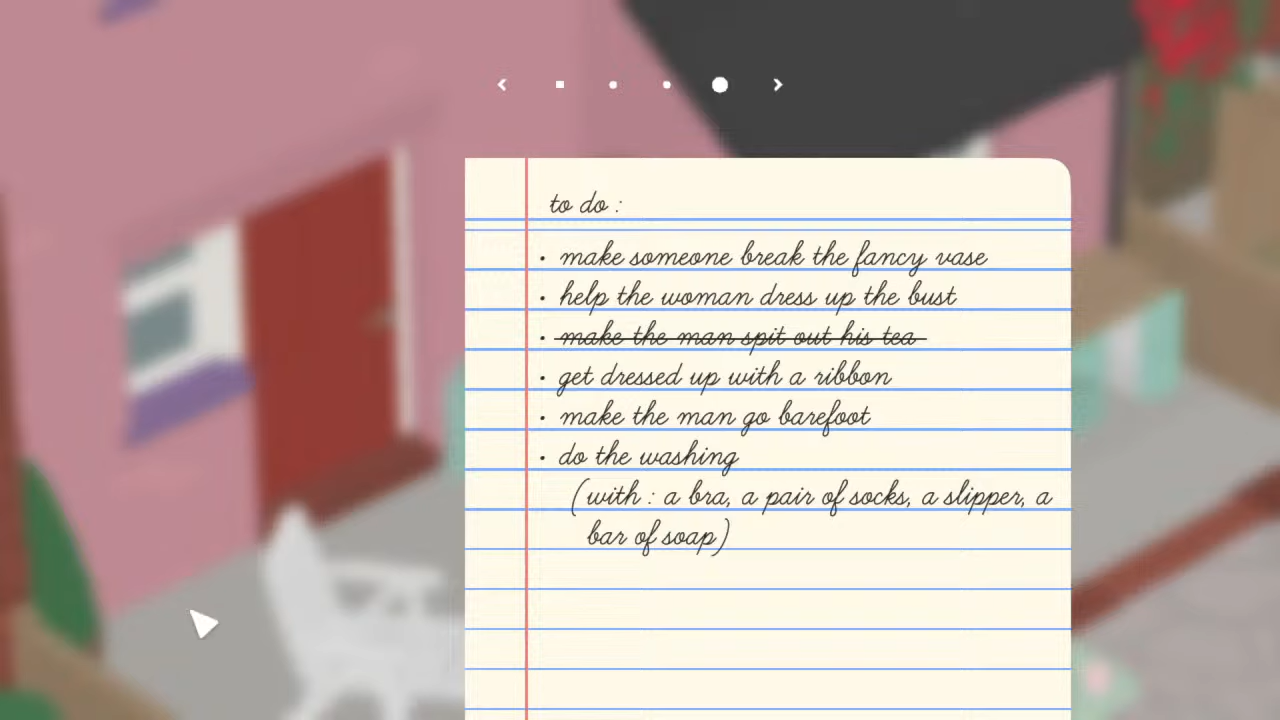 to do :
• make someone break the fancy vase
• help the woman dress up the bust
• make the man spit out his tea
• get dressed up with a ribbon
• make the man go barefoot
• do the washing
(with : a bra, a pair of socks, a slipper, a
bar of soap)